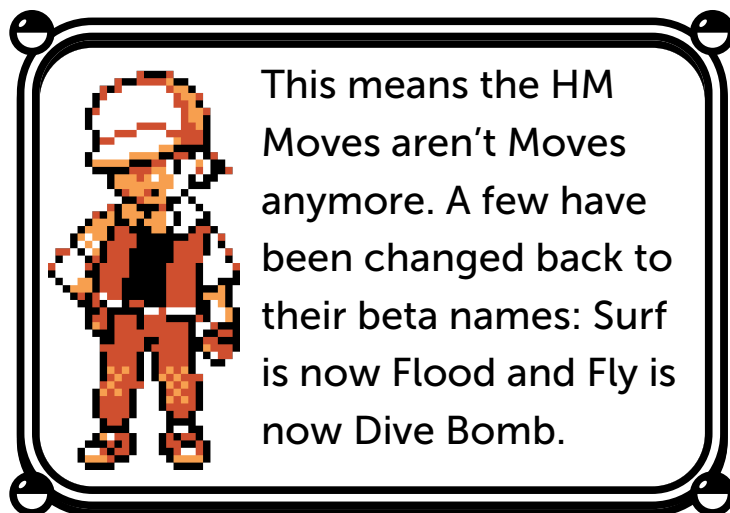 This means the HM
Moves aren’t Moves
anymore. A few have
been changed back to
their beta names: Surf
is now Flood and Fly is
now Dive Bomb.